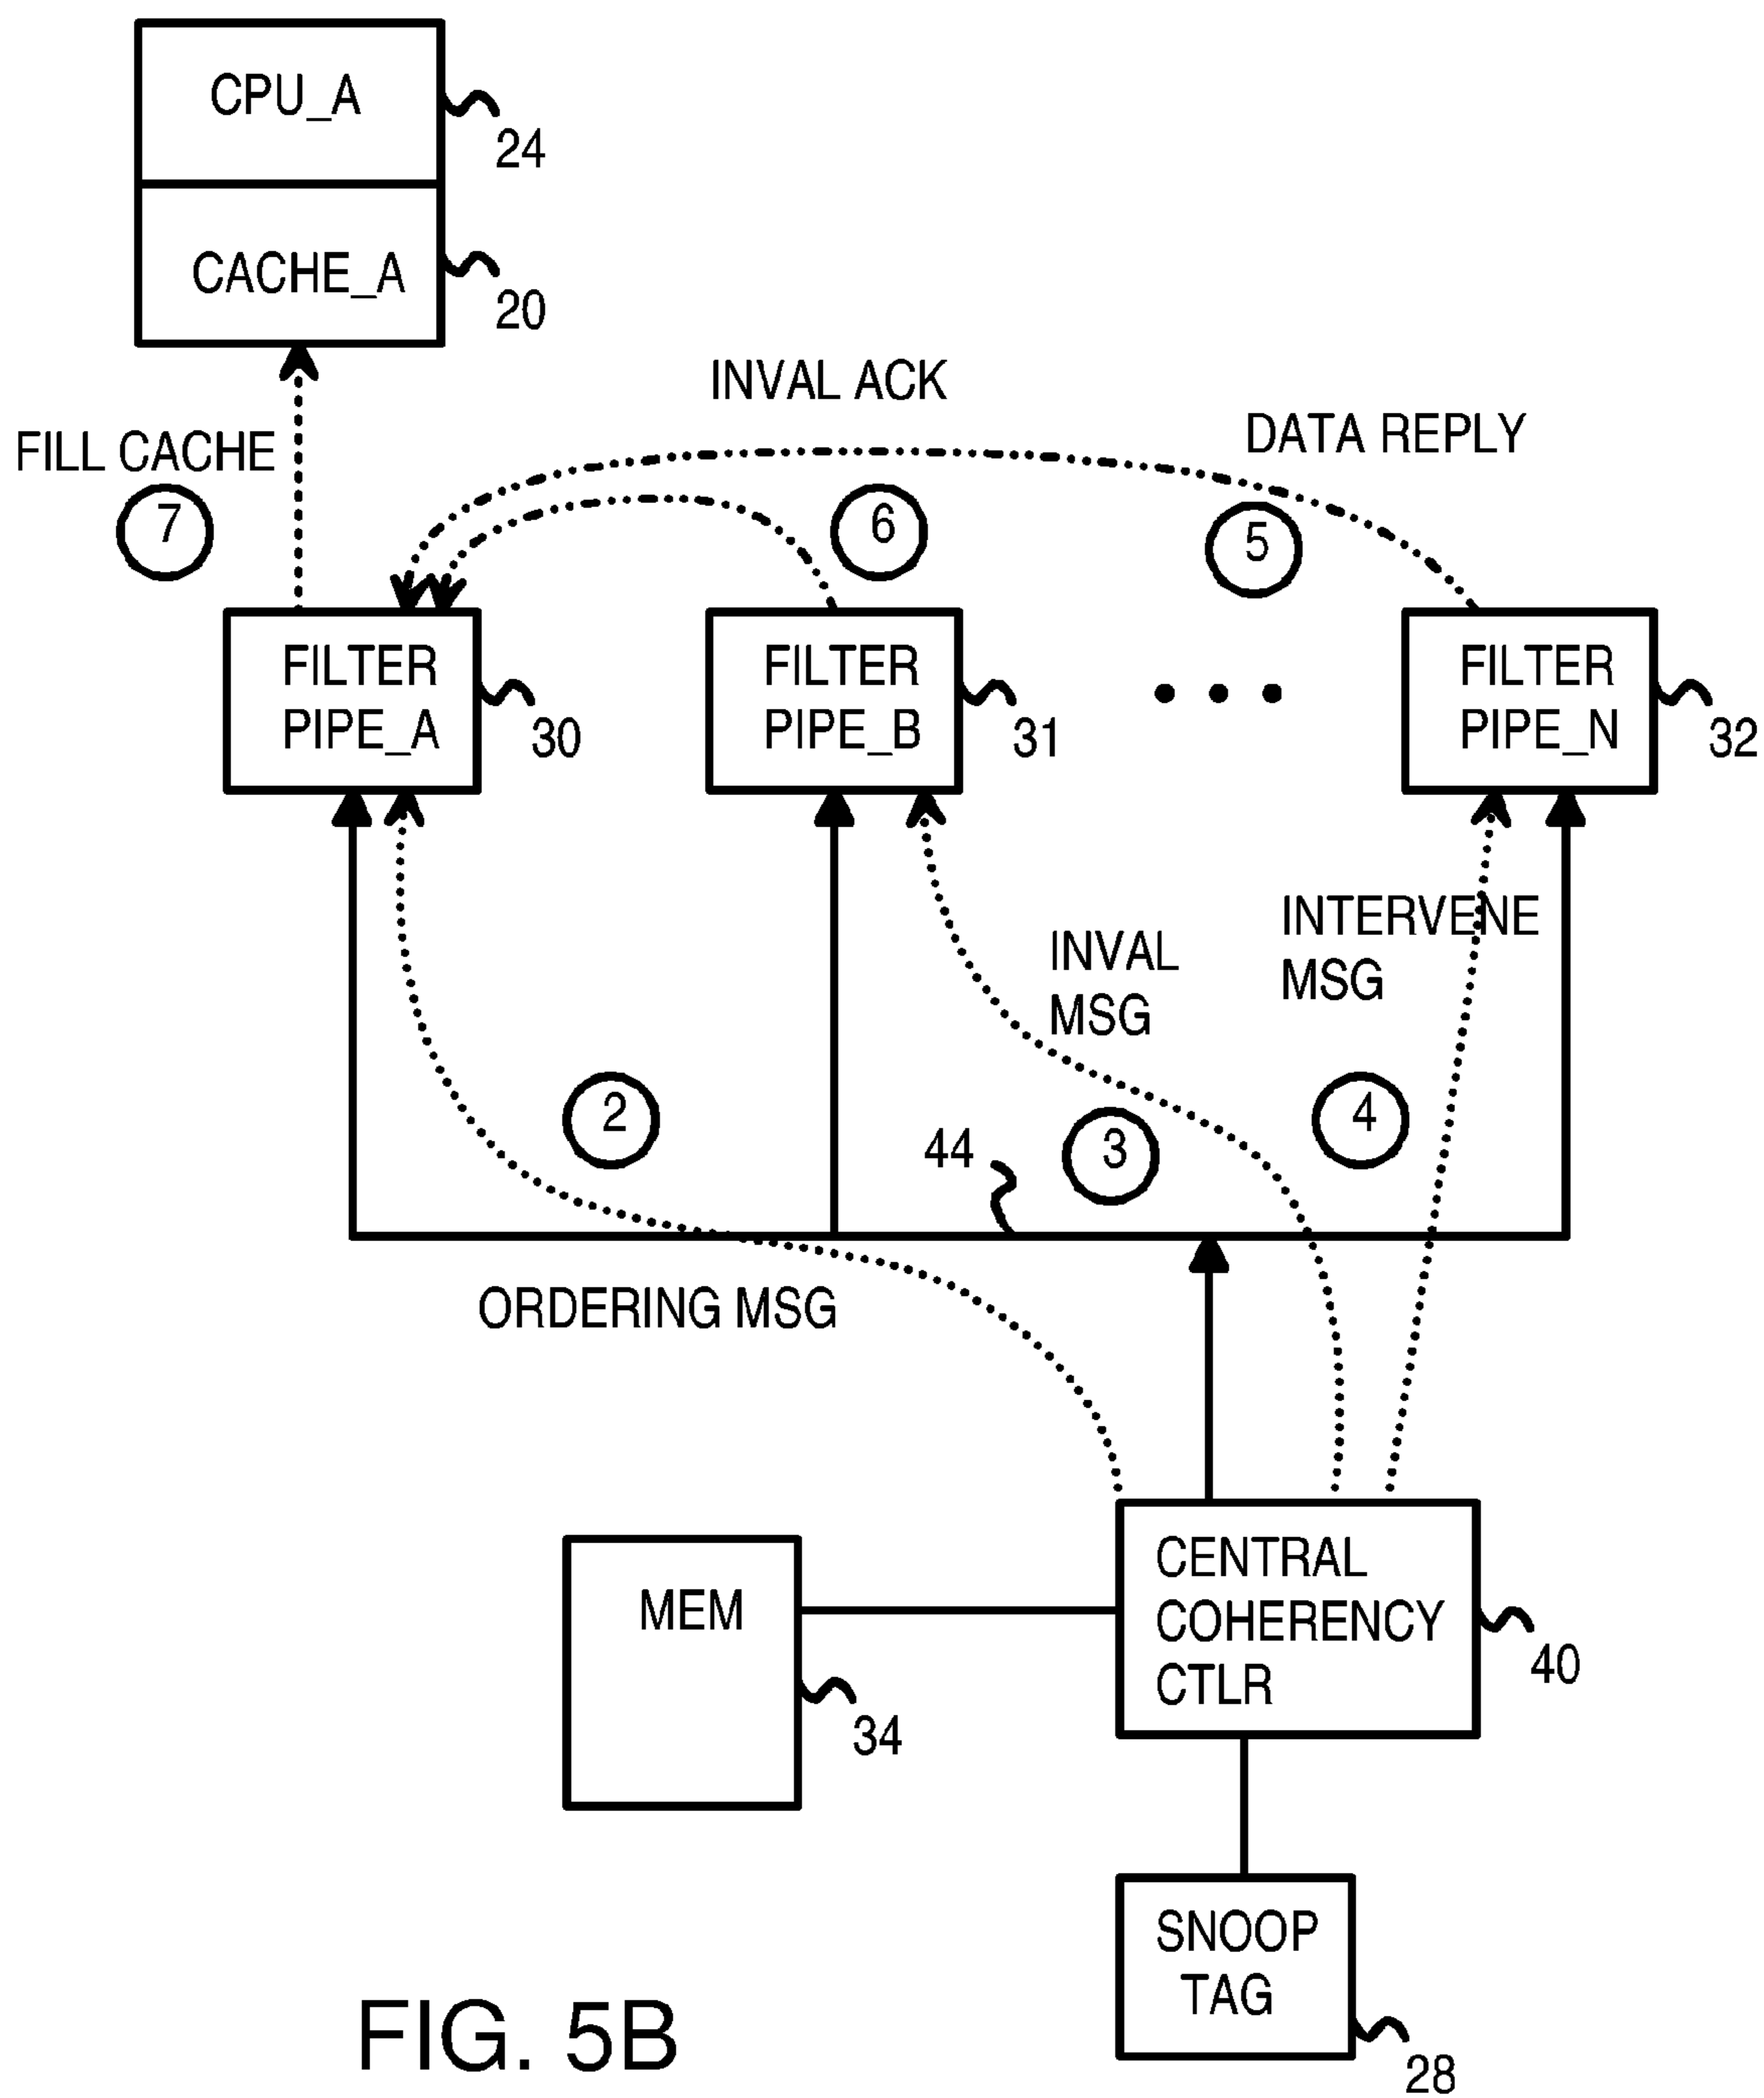 CPU_A
24
CACHE_A
20
INVAL ACK
DATA REPLY
FILL CACHE
7
6
5
FILTER
PIPE_A
30
FILTER
PIPE_B
31
FILTER
PIPE_N
32
INTERVENE
MSG
INVAL
MSG
2
3
4
44
ORDERING MSG
MEM
34
CENTRAL
COHERENCY
CTLR
40
SNOOP
TAG
28
FIG. 5B